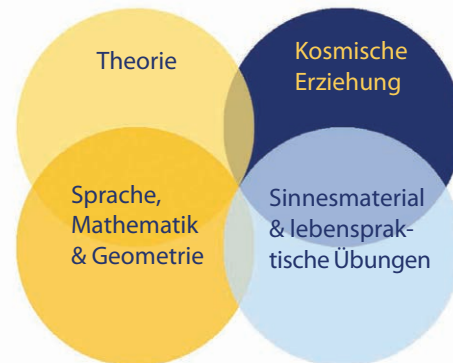 Theorie
Kosmische
Erziehung
Sprache,
Mathematik
& Geometrie
Sinnesmaterial
& lebensprak-
tische Übungen